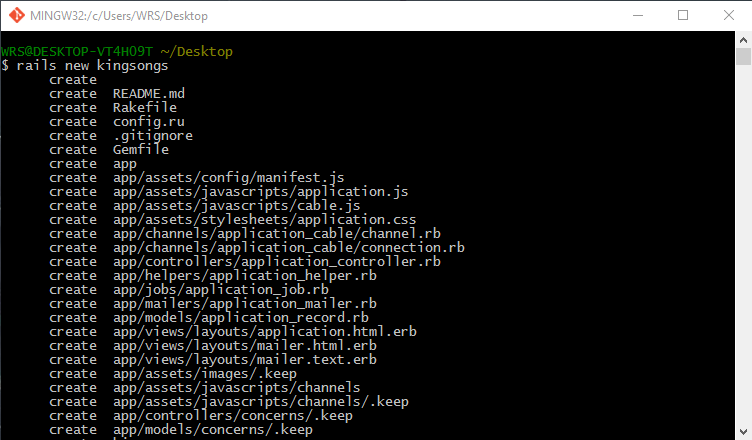 MINGW32:/c/Users/WRS/Desktop
WRS@DESKTOP-VT4HO9T ~/Desktop
$ rails new kingsongs
create
create README.md
create Rakefile
create config.ru
create .gitignore
create Gemfile
create app
create app/assets/config/manifest.js
create app/assets/javascripts/application.js
create app/assets/javascripts/cable.js
create app/assets/stylesheets/application.css
create app/channels/application_cable/channel.rb
create app/channels/application_cable/connection.rb
create app/controllers/application_controller.rb
create app/helpers/application_helper.rb
create app/jobs/application_job.rb
create app/mailers/application_mailer.rb
create app/models/application_record.rb
create app/views/layouts/application.html.erb
create app/views/layouts/mailer.html.erb
create app/views/layouts/mailer.text.erb
create app/assets/images/.keep
create app/assets/javascripts/channels
create app/assets/javascripts/channels/.keep
create app/controllers/concerns/.keep
create app/models/concerns/.keep